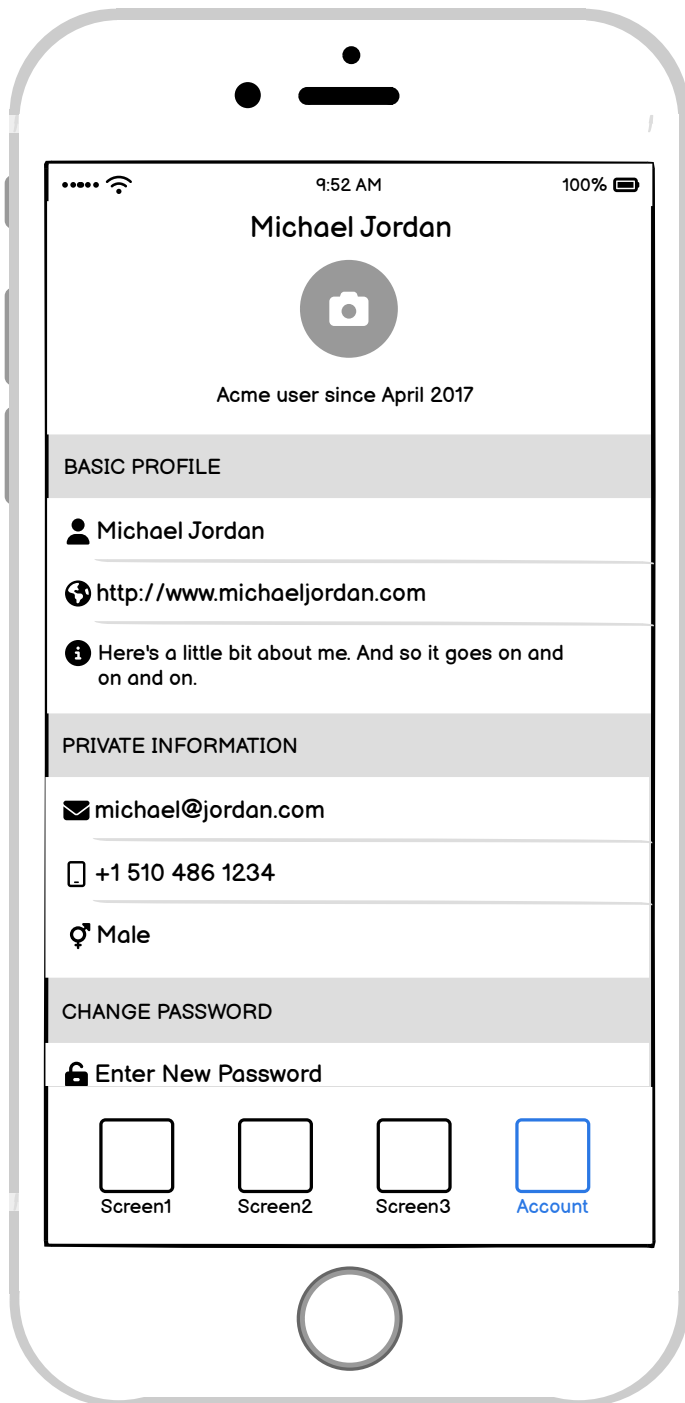 9:52 AM
100%
Michael Jordan
Acme user since April 2017
BASIC PROFILE
Michael Jordan
http://www.michaeljordan.com
Here's a little bit about me. And so it goes on and
on and on.
PRIVATE INFORMATION
michael@jordan.com
+1 510 486 1234
Male
CHANGE PASSWORD
Enter New Password
Screen1
Screen2
Screen3
Account